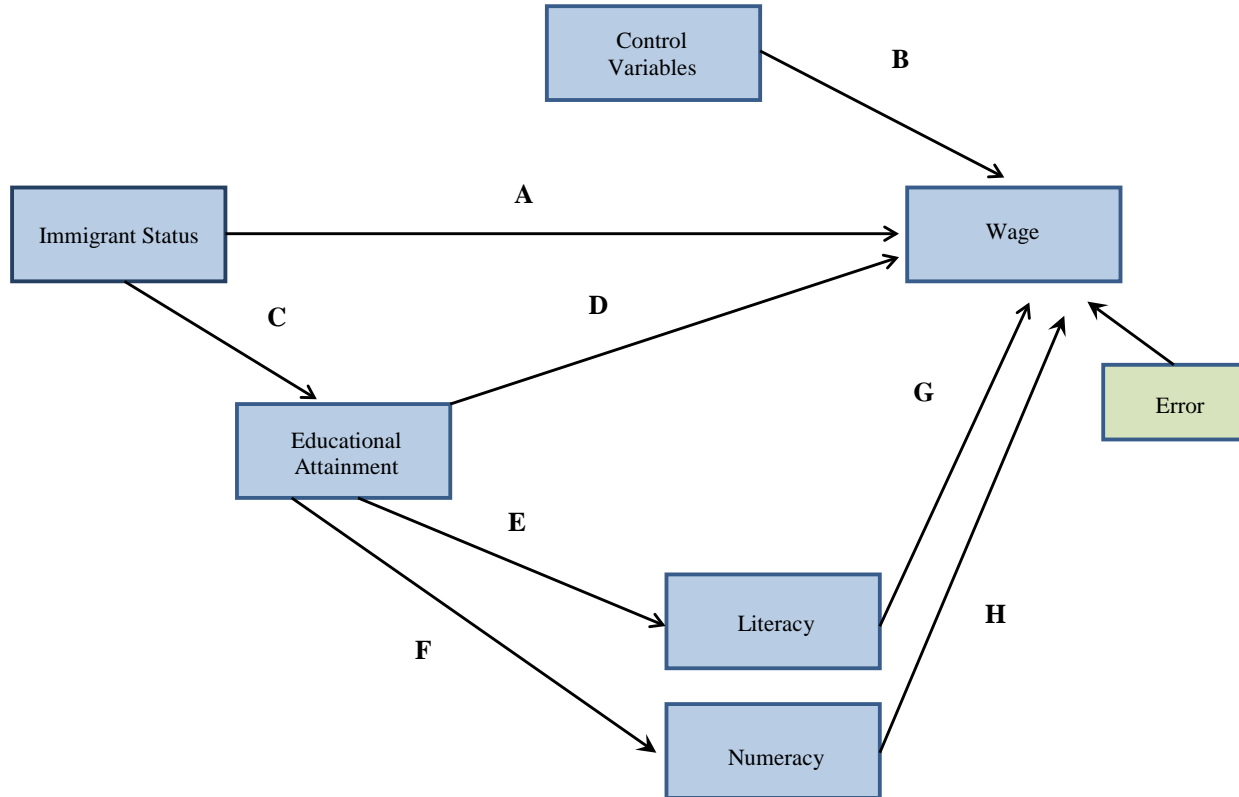 Control
Variables
B
A
Immigrant Status
Wage
C
D
G
Error
Educational
Attainment
E
Literacy
H
F
Numeracy